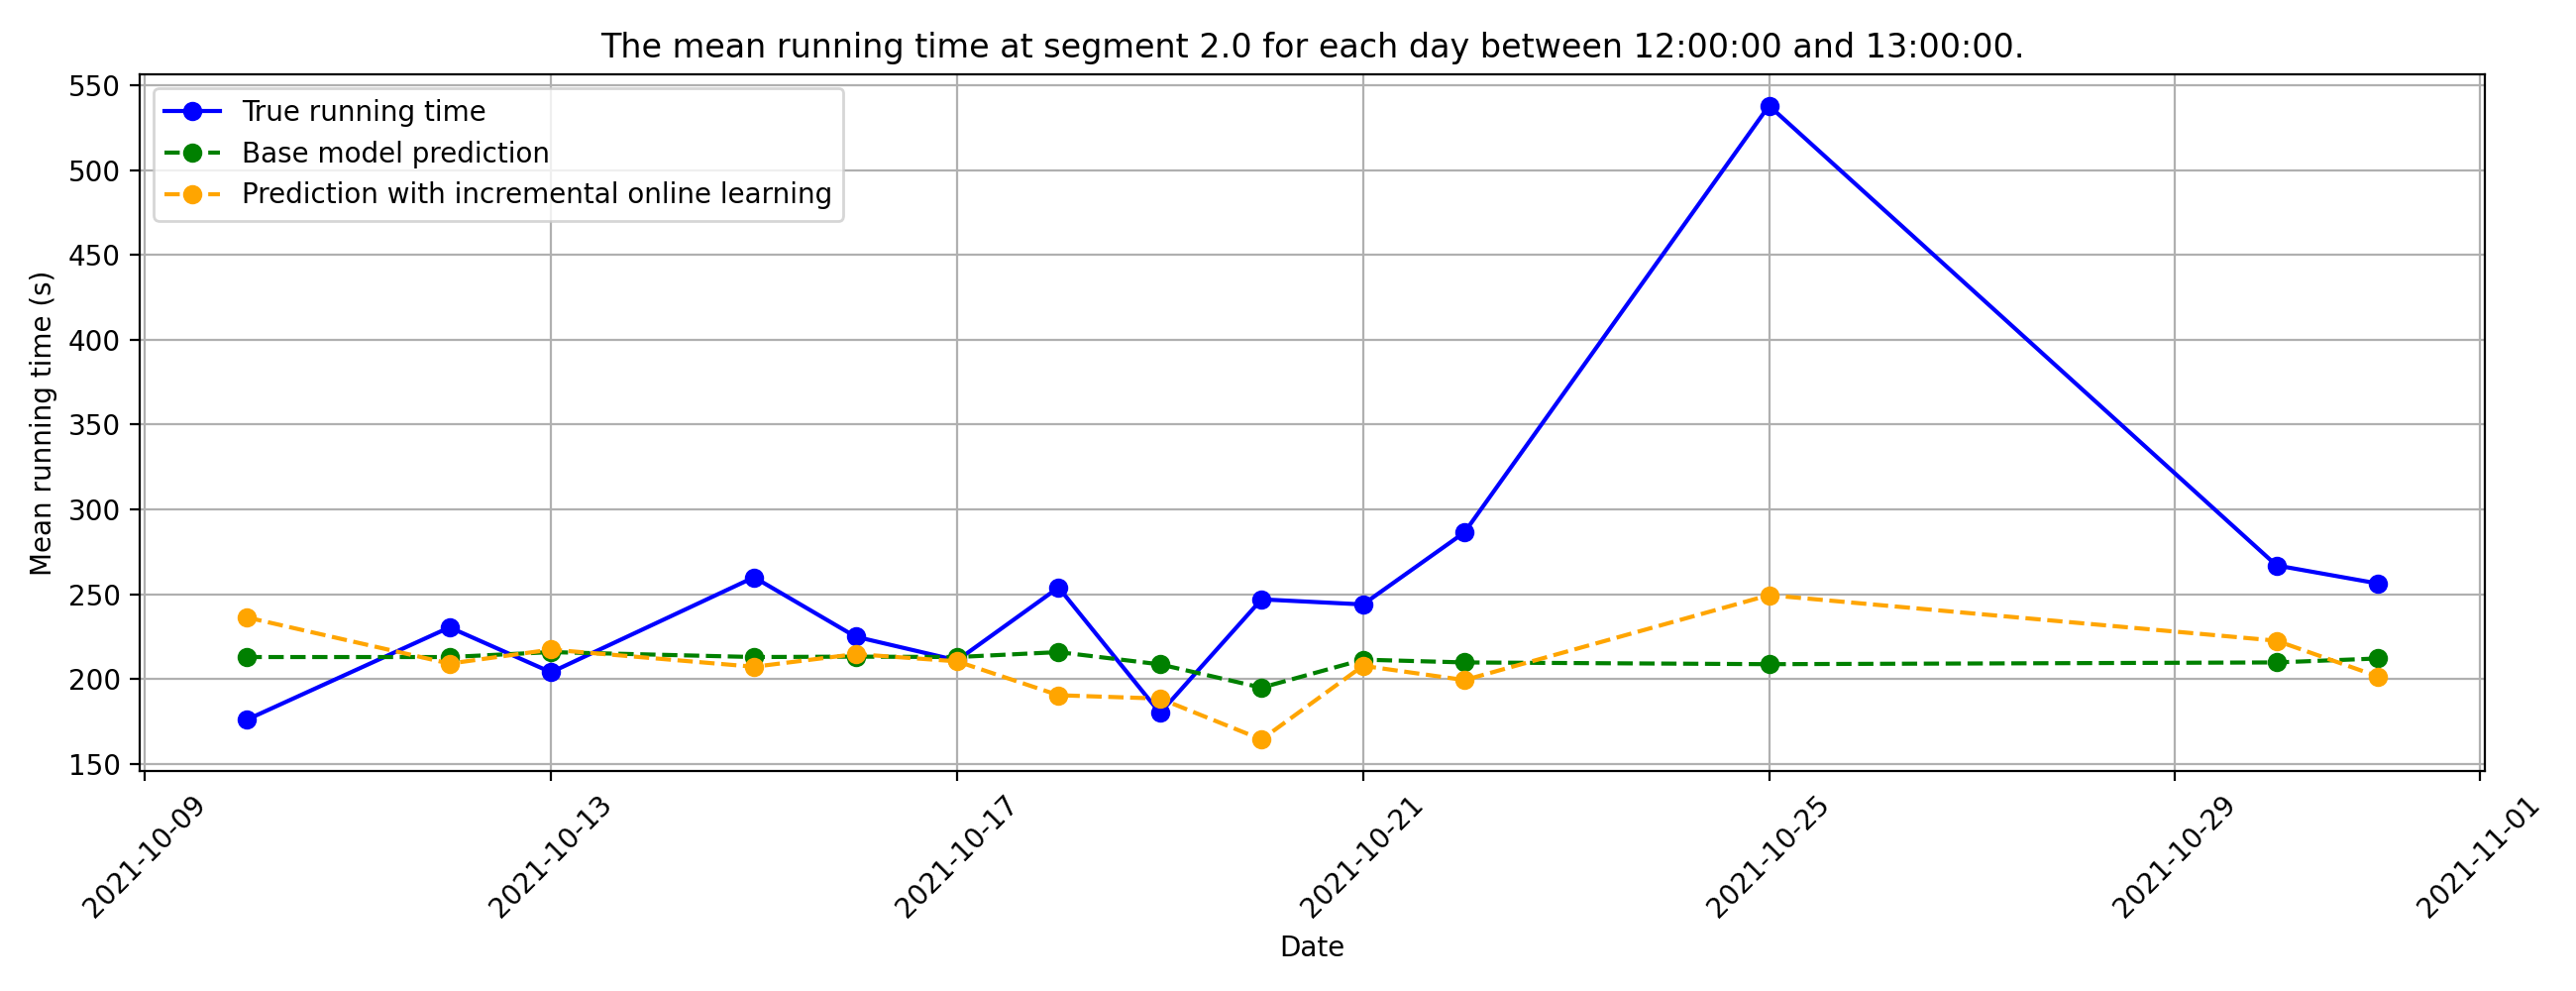 The mean running time at segment 2.0 for each day between 12:00:00 and 13:00:00.
True running time
Base model prediction
Prediction with incremental online learning
Mean running time (s)
550
500
450
400
350
300
250
200
150
2021-10-09
2021-10-13
2021-10-17
2021-10-21
2021-10-25
2021-10-29
2021-11-01
Date